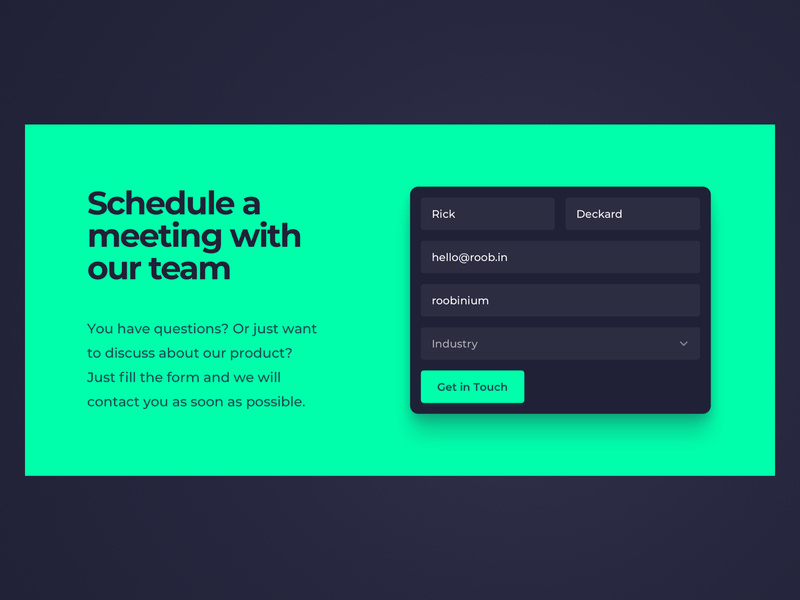 Schedule a
meeting with
our team
You have questions? Or just want
to discuss about our product?
Just fill the form and we will
contact you as soon as possible.
Rick
Deckard
hello@roob.in
roobinium
Industry
Get in Touch